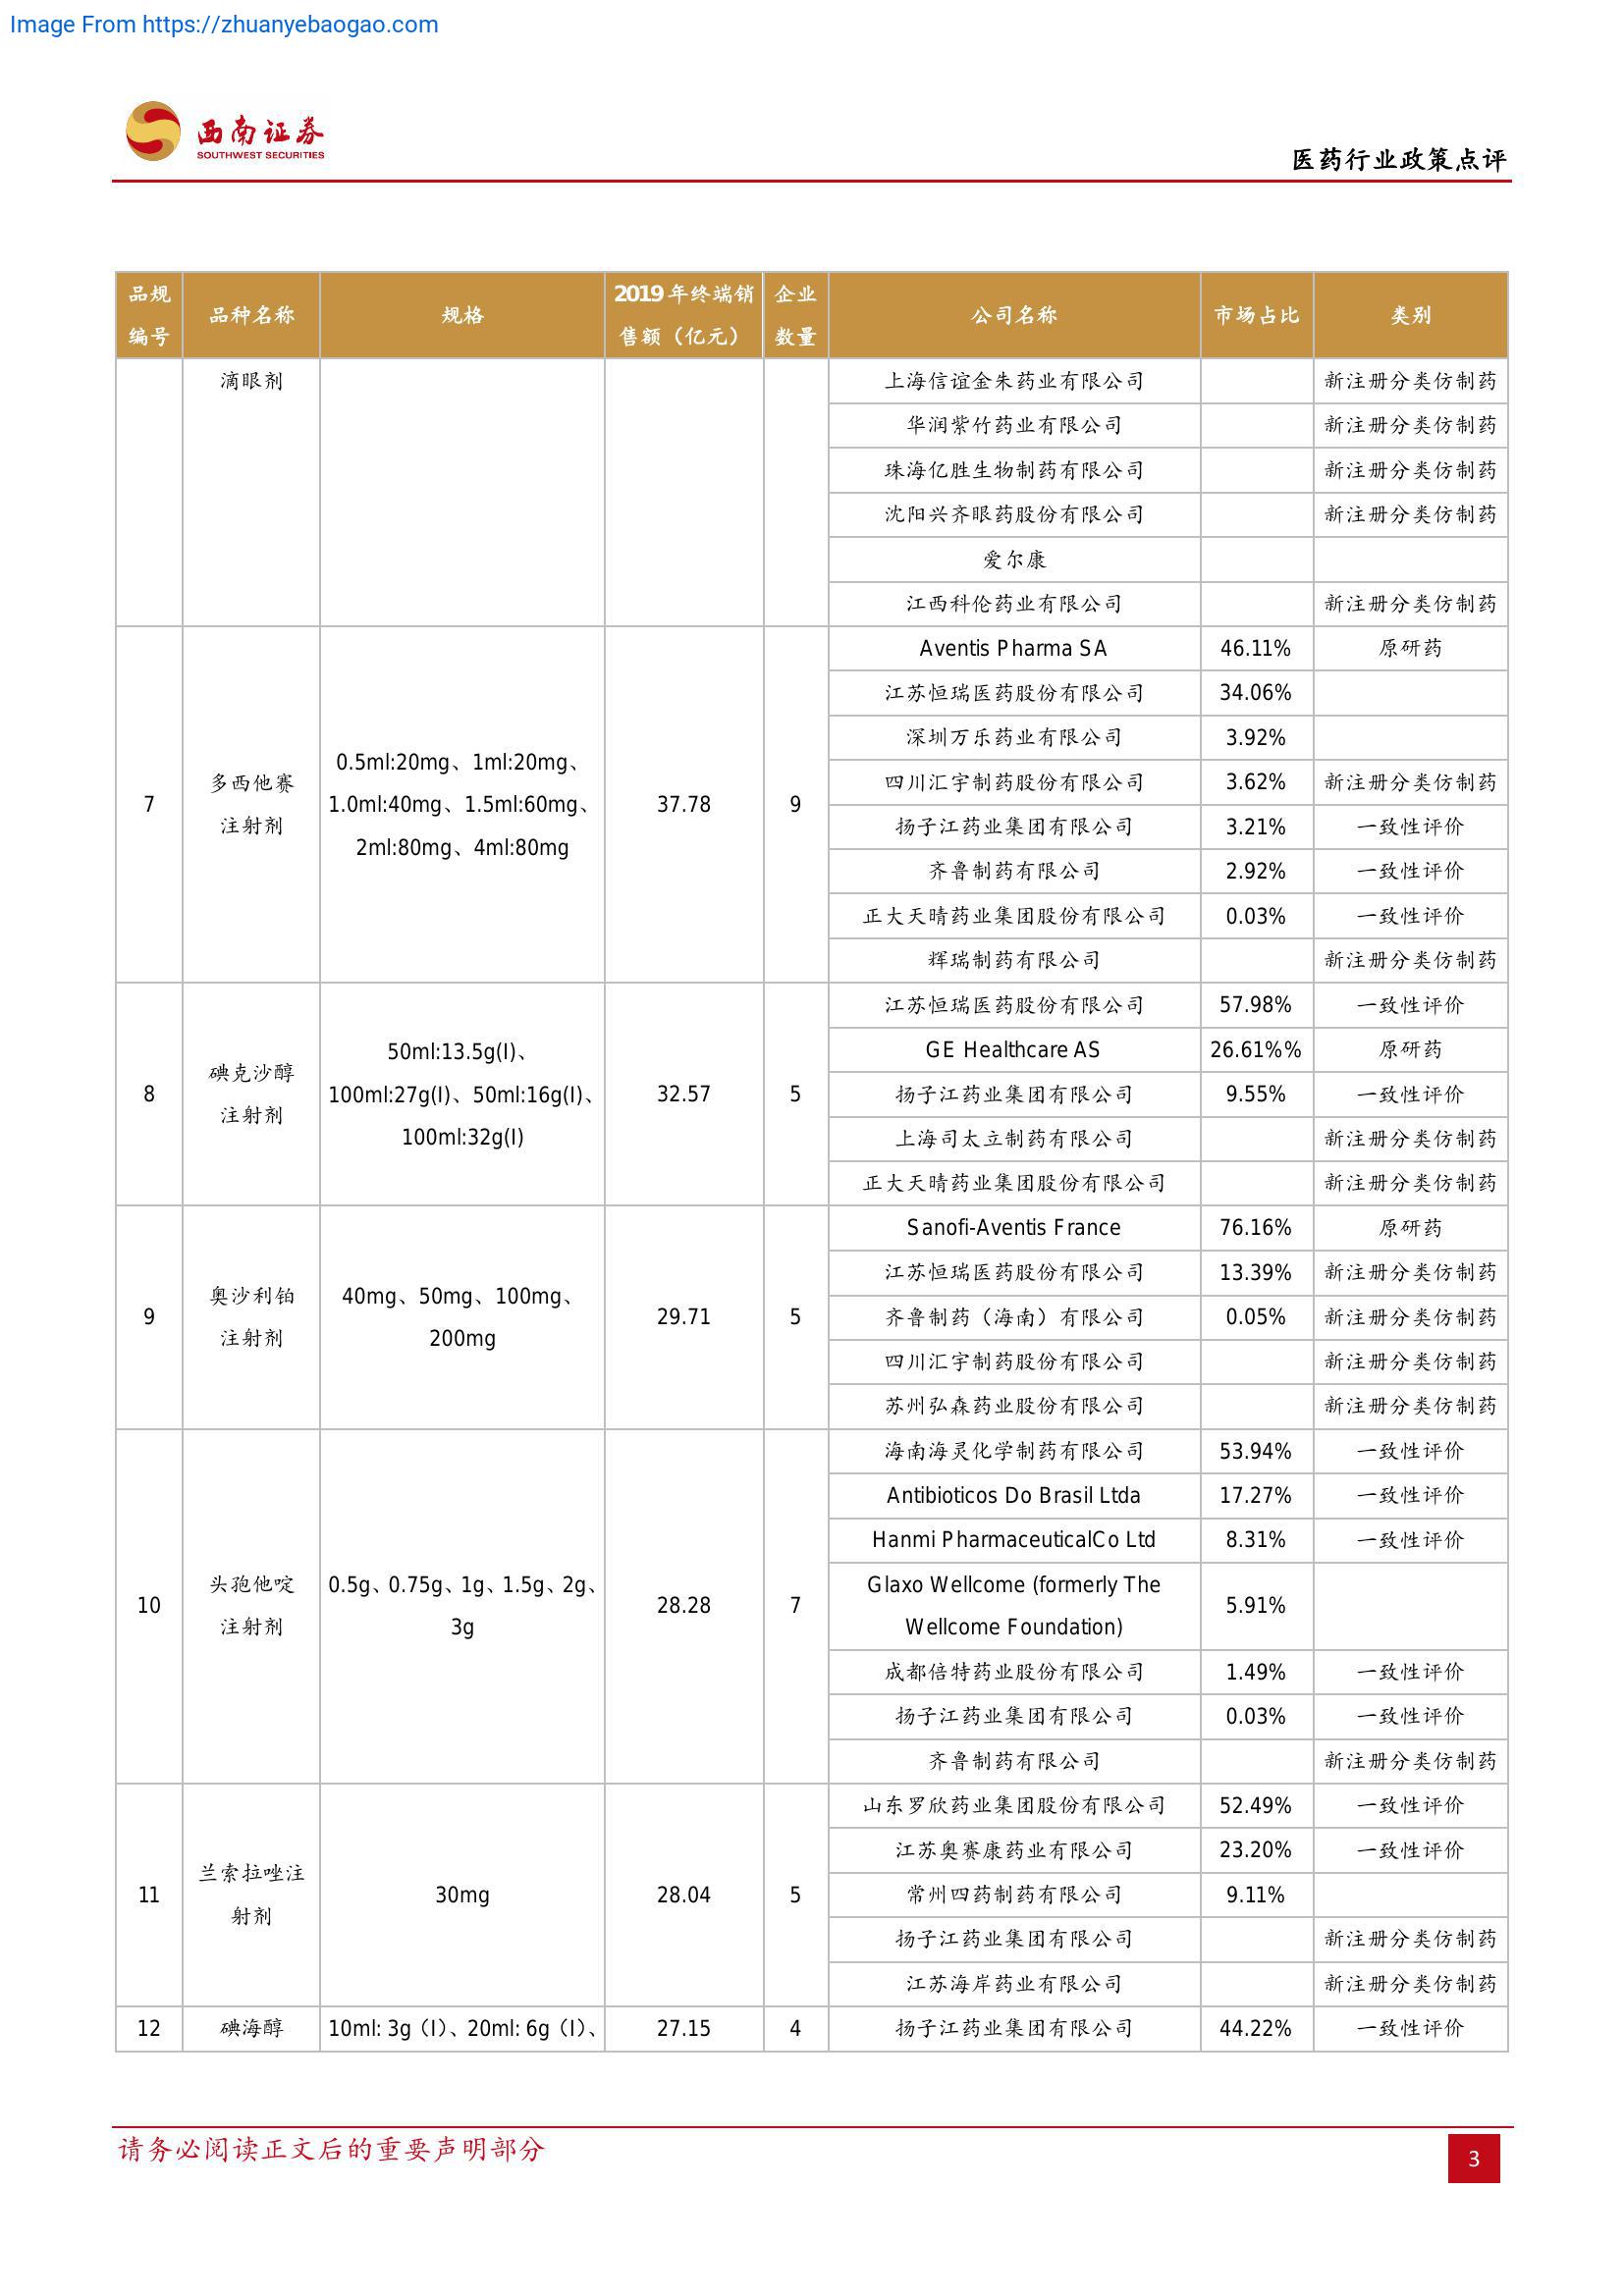 Image From https://zhuanyebaogao.com
西南证券
SOUTHWEST SECURITIES
医药行业政策点评
品规编号 品种名称 规格 2019年终端销售额（亿元） 企业数量 公司名称 市场占比 类别
滴眼剂 上海信谊金朱药业有限公司 新注册分类仿制药
华润紫竹药业有限公司 新注册分类仿制药
珠海亿胜生物制药有限公司 新注册分类仿制药
沈阳兴齐眼药股份有限公司 新注册分类仿制药
爱尔康
江西科伦药业有限公司 新注册分类仿制药
7 多西他赛注射剂 0.5ml:20mg、1ml:20mg、1.0ml:40mg、1.5ml:60mg、2ml:80mg、4ml:80mg 37.78 9 Aventis Pharma SA 46.11% 原研药
江苏恒瑞医药股份有限公司 34.06%
深圳万乐药业有限公司 3.92%
四川汇宇制药股份有限公司 3.62% 新注册分类仿制药
扬子江药业集团有限公司 3.21% 一致性评价
齐鲁制药有限公司 2.92% 一致性评价
正大天晴药业集团股份有限公司 0.03% 一致性评价
辉瑞制药有限公司 新注册分类仿制药
8 碘克沙醇注射剂 50ml:13.5g(I)、100ml:27g(I)、50ml:16g(I)、100ml:32g(I) 32.57 5 江苏恒瑞医药股份有限公司 57.98% 一致性评价
GE Healthcare AS 26.61%% 原研药
扬子江药业集团有限公司 9.55% 一致性评价
上海司太立制药有限公司 新注册分类仿制药
正大天晴药业集团股份有限公司 新注册分类仿制药
9 奥沙利铂注射剂 40mg、50mg、100mg、200mg 29.71 5 Sanofi-Aventis France 76.16% 原研药
江苏恒瑞医药股份有限公司 13.39% 新注册分类仿制药
齐鲁制药（海南）有限公司 0.05% 新注册分类仿制药
四川汇宇制药股份有限公司 新注册分类仿制药
苏州弘森药业股份有限公司 新注册分类仿制药
10 头孢他啶注射剂 0.5g、0.75g、1g、1.5g、2g、3g 28.28 7 海南海灵化学制药有限公司 53.94% 一致性评价
Antibioticos Do Brasil Ltda 17.27% 一致性评价
Hanmi PharmaceuticalCo Ltd 8.31% 一致性评价
Glaxo Wellcome (formerly The Wellcome Foundation) 5.91%
成都倍特药业股份有限公司 1.49% 一致性评价
扬子江药业集团有限公司 0.03% 一致性评价
齐鲁制药有限公司 新注册分类仿制药
11 兰索拉唑注射剂 30mg 28.04 5 山东罗欣药业集团股份有限公司 52.49% 一致性评价
江苏奥赛康药业有限公司 23.20% 一致性评价
常州四药制药有限公司 9.11%
扬子江药业集团有限公司 新注册分类仿制药
江苏海岸药业有限公司 新注册分类仿制药
12 碘海醇 10ml: 3g（I）、20ml: 6g（I）、 27.15 4 扬子江药业集团有限公司 44.22% 一致性评价
请务必阅读正文后的重要声明部分
3